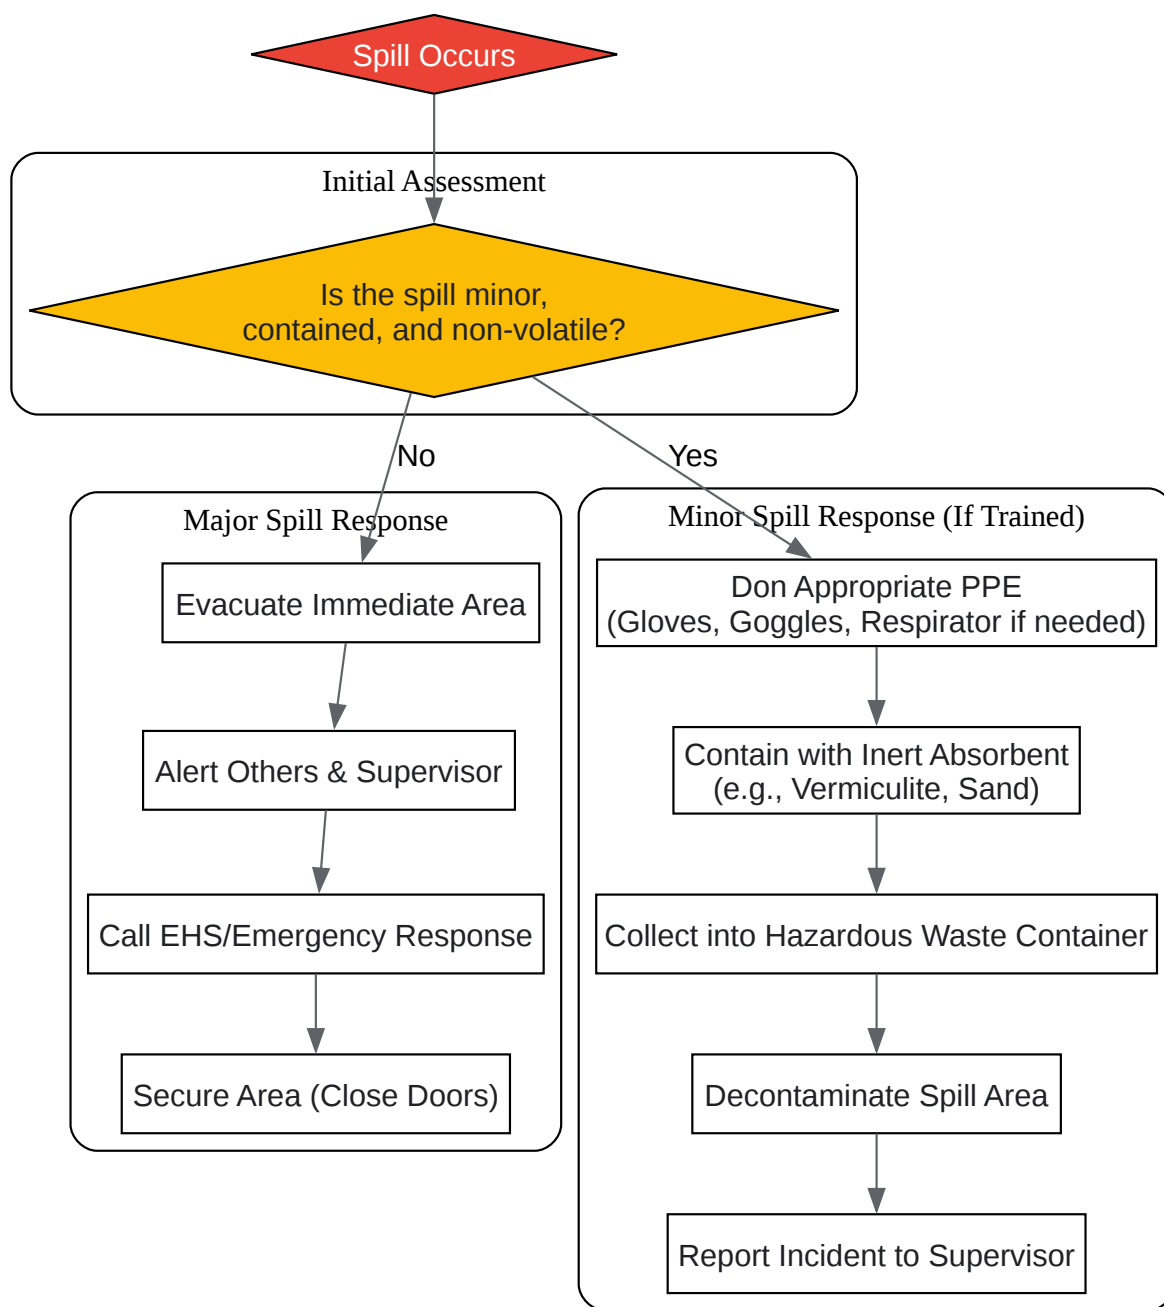 Spill Occurs
Initial Assessment
Is the spill minor,
contained, and non-volatile?
No
Yes
Major Spill Response
Evacuate Immediate Area
Alert Others & Supervisor
Call EHS/Emergency Response
Secure Area (Close Doors)
Minor Spill Response (If Trained)
Don Appropriate PPE
(Gloves, Goggles, Respirator if needed)
Contain with Inert Absorbent
(e.g., Vermiculite, Sand)
Collect into Hazardous Waste Container
Decontaminate Spill Area
Report Incident to Supervisor